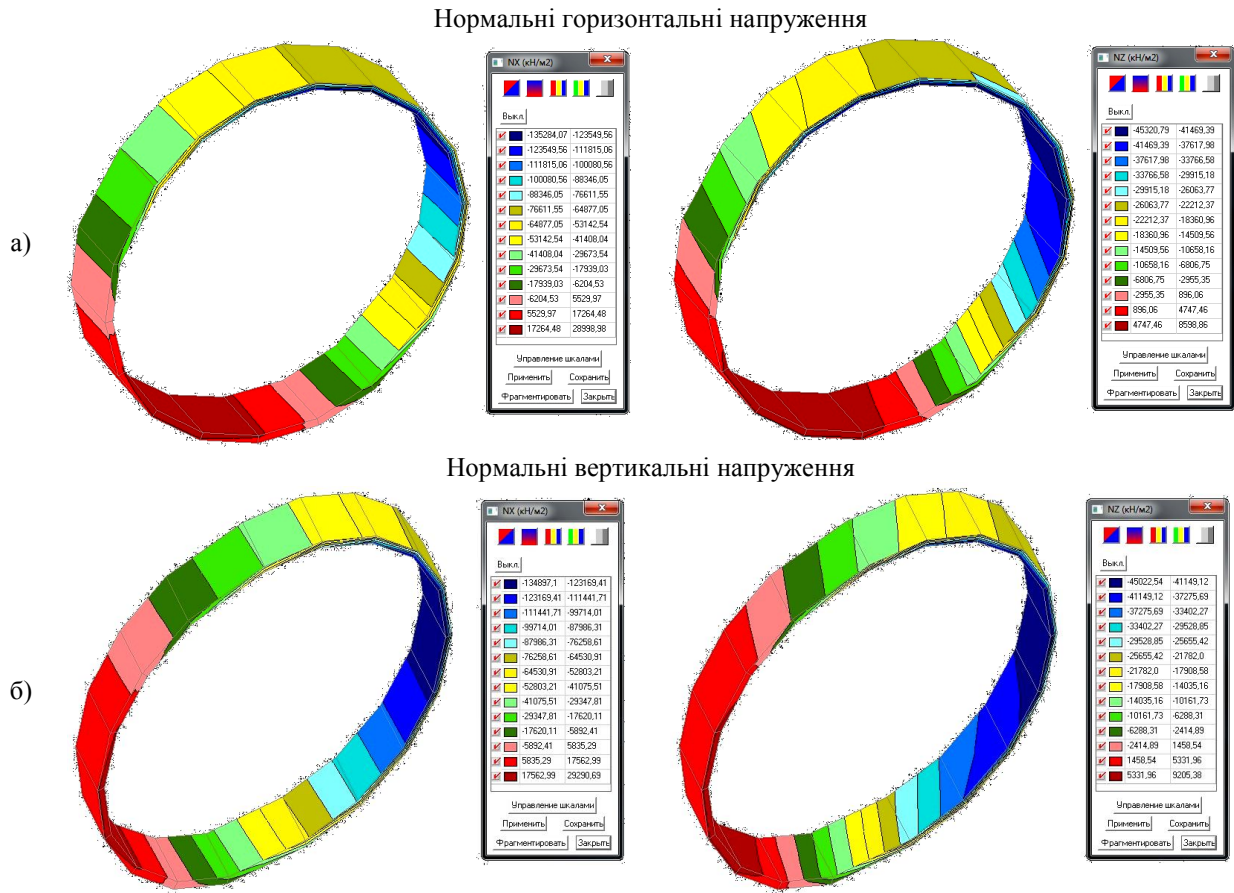 Нормальні горизонтальні напруження
а)
NX (кН/м2)
Выкл.
-135284,07 -123549,56
-123549,56 -111815,06
-111815,06 -100080,56
-100080,56 -88346,05
-88346,05 -76611,55
-76611,55 -64877,05
-64877,05 -53142,54
-53142,54 -41408,04
-41408,04 -29673,54
-29673,54 -17939,03
-17939,03 -6204,53
-6204,53 5529,97
5529,97 17264,48
17264,48 28998,98
Управление шкалами
Применить Сохранить
Фрагментировать Закрыть
NZ (кН/м2)
Выкл.
-45320,79 -41469,39
-41469,39 -37617,98
-37617,98 -33766,58
-33766,58 -29915,18
-29915,18 -26063,77
-26063,77 -22212,37
-22212,37 -18360,96
-18360,96 -14509,56
-14509,56 -10658,16
-10658,16 -6806,75
-6806,75 -2955,35
-2955,35 896,06
896,06 4747,46
4747,46 8598,86
Управление шкалами
Применить Сохранить
Фрагментировать Закрыть
Нормальні вертикальні напруження
б)
NX (кН/м2)
Выкл.
-134897,1 -123169,41
-123169,41 -111441,71
-111441,71 -99714,01
-99714,01 -87986,31
-87986,31 -76258,61
-76258,61 -64530,91
-64530,91 -52803,21
-52803,21 -41075,51
-41075,51 -29347,81
-29347,81 -17620,11
-17620,11 -5892,41
-5892,41 5835,29
5835,29 17562,99
17562,99 29290,69
Управление шкалами
Применить Сохранить
Фрагментировать Закрыть
NZ (кН/м2)
Выкл.
-45022,54 -41149,12
-41149,12 -37275,69
-37275,69 -33402,27
-33402,27 -29528,85
-29528,85 -25655,42
-25655,42 -21782,0
-21782,0 -17908,58
-17908,58 -14035,16
-14035,16 -10161,73
-10161,73 -6288,31
-6288,31 -2414,89
-2414,89 1458,54
1458,54 5331,96
5331,96 9205,38
Управление шкалами
Применить Сохранить
Фрагментировать Закрыть